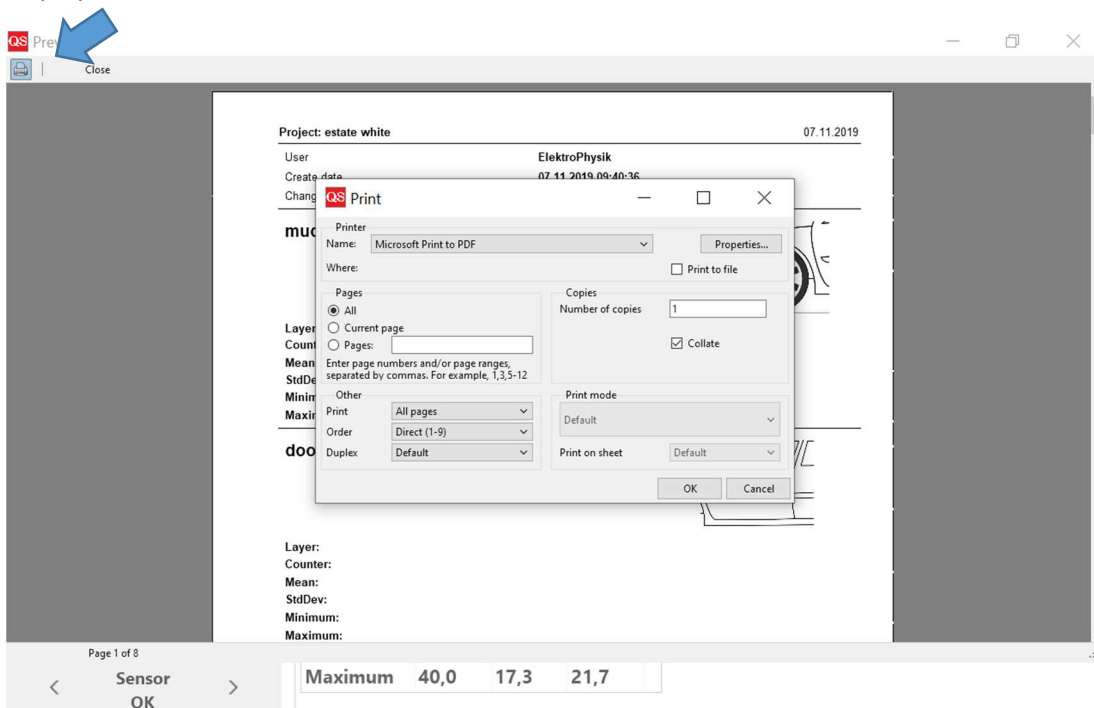 QS Prev
Close
Project: estate white 07.11.2019
User ElektroPhysik
Create date 07.11.2019 09:40:36
Chang
QS Print
mud
Printer
Name: Microsoft Print to PDF Properties...
Where: Print to file
Pages Copies
All Number of copies 1
Layer Current page
Count Pages: Collate
Mean Enter page numbers and/or page ranges,
StdDe separated by commas. For example, 1,3,5-12
Minim Other Print mode
Maxim Print All pages Default
Order Direct (1-9)
doo Duplex Default Print on sheet Default
OK Cancel
Layer:
Counter:
Mean:
StdDev:
Minimum:
Maximum:
Page 1 of 8
< Sensor >
OK
Maximum 40,0 17,3 21,7